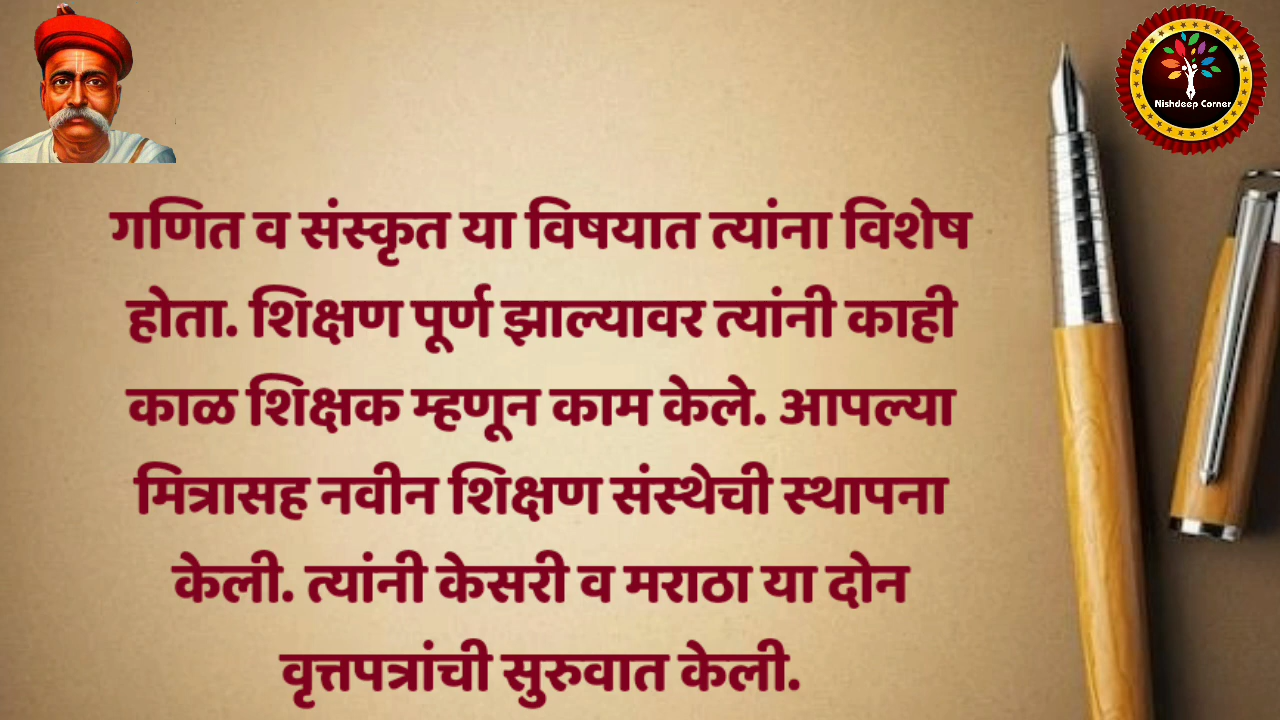 Nishdeep Corner
गणित व संस्कृत या विषयात त्यांना विशेष
होता. शिक्षण पूर्ण झाल्यावर त्यांनी काही
काळ शिक्षक म्हणून काम केले. आपल्या
मित्रासह नवीन शिक्षण संस्थेची स्थापना
केली. त्यांनी केसरी व मराठा या दोन
वृत्तपत्रांची सुरुवात केली.